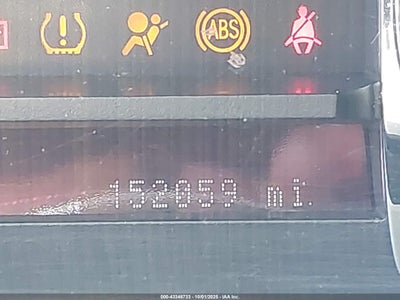 ABS
152059 mi.
000-43348733 - 10/01/2025 - IAA Inc.